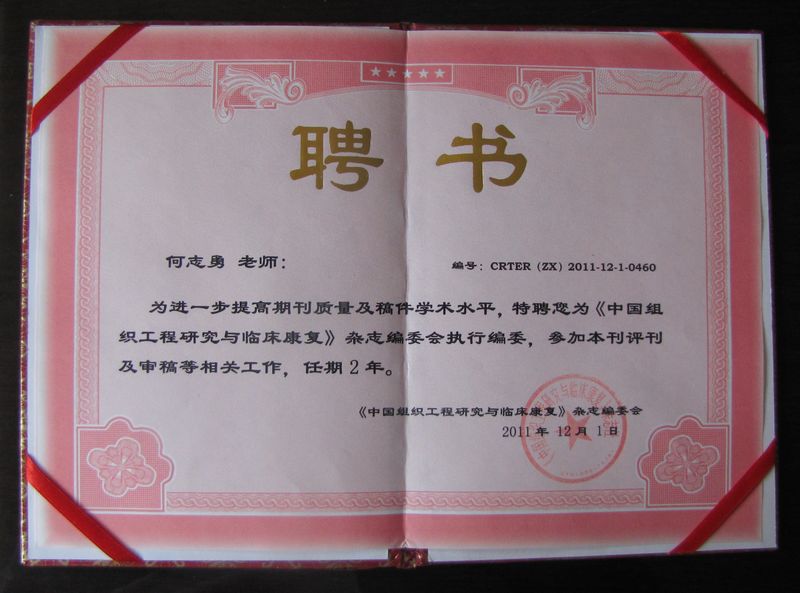 聘书
何志勇 老师：
编号：CRTER (ZX) 2011-12-1-0460
为进一步提高期刊质量及稿件学术水平，特聘您为《中国组
织工程研究与临床康复》杂志编委会执行编委，参加本刊评刊
及审稿等相关工作，任期2年。
《中国组织工程研究与临床康复》杂志编委会
2011年 12月 1日